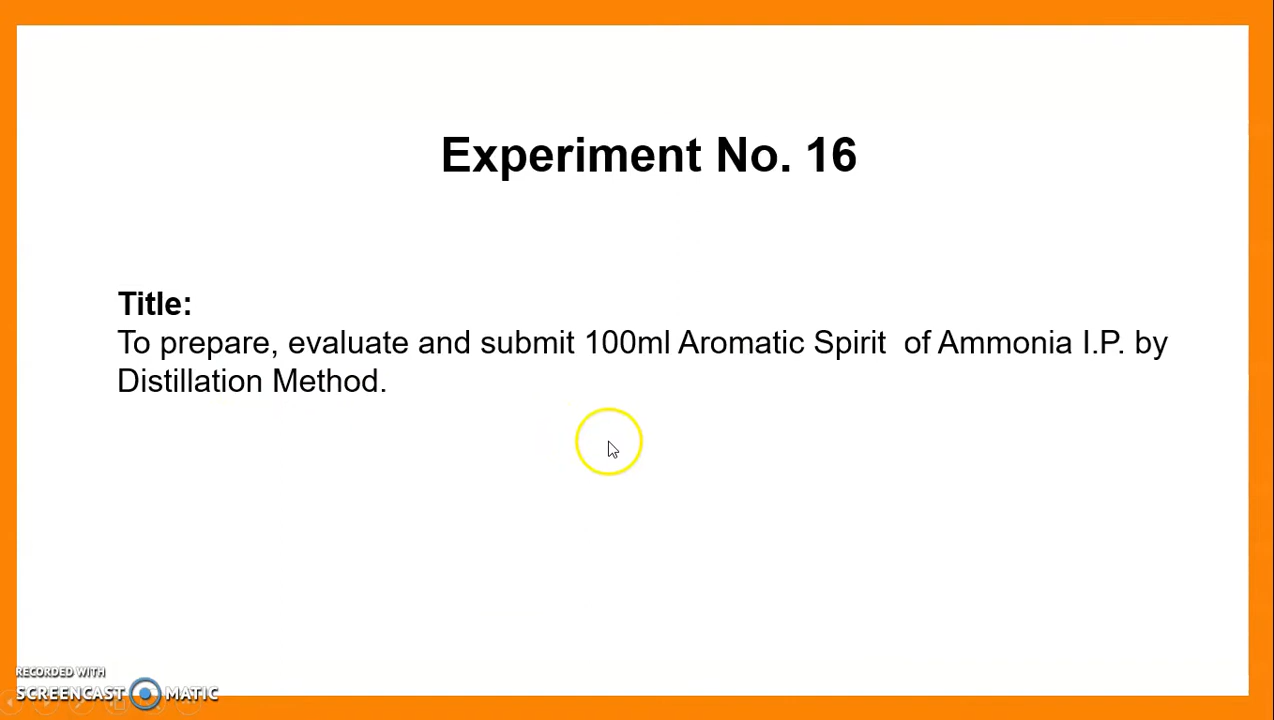 Experiment No. 16
Title:
To prepare, evaluate and submit 100ml Aromatic Spirit  of Ammonia I.P. by
Distillation Method.
RECORDED WITH
SCREENCAST MATIC